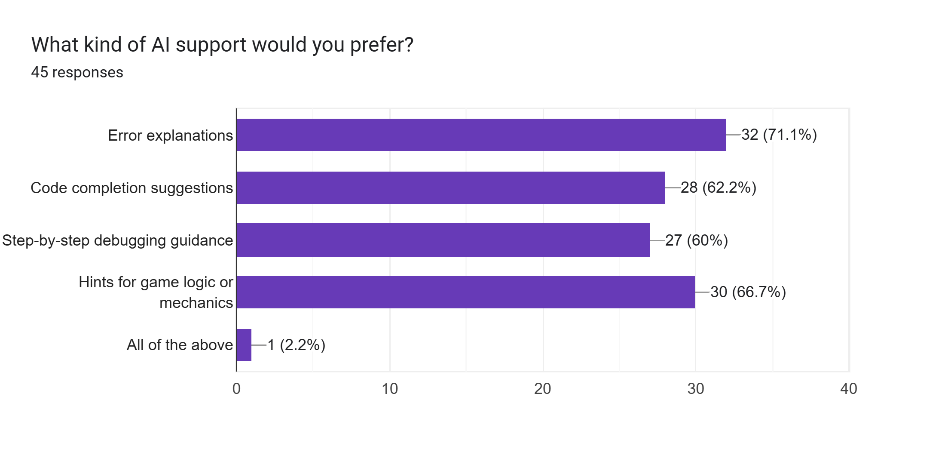 What kind of AI support would you prefer?
45 responses
Error explanations
32 (71.1%)
Code completion suggestions
28 (62.2%)
Step-by-step debugging guidance
27 (60%)
Hints for game logic or
mechanics
30 (66.7%)
All of the above
1 (2.2%)
0
10
20
30
40